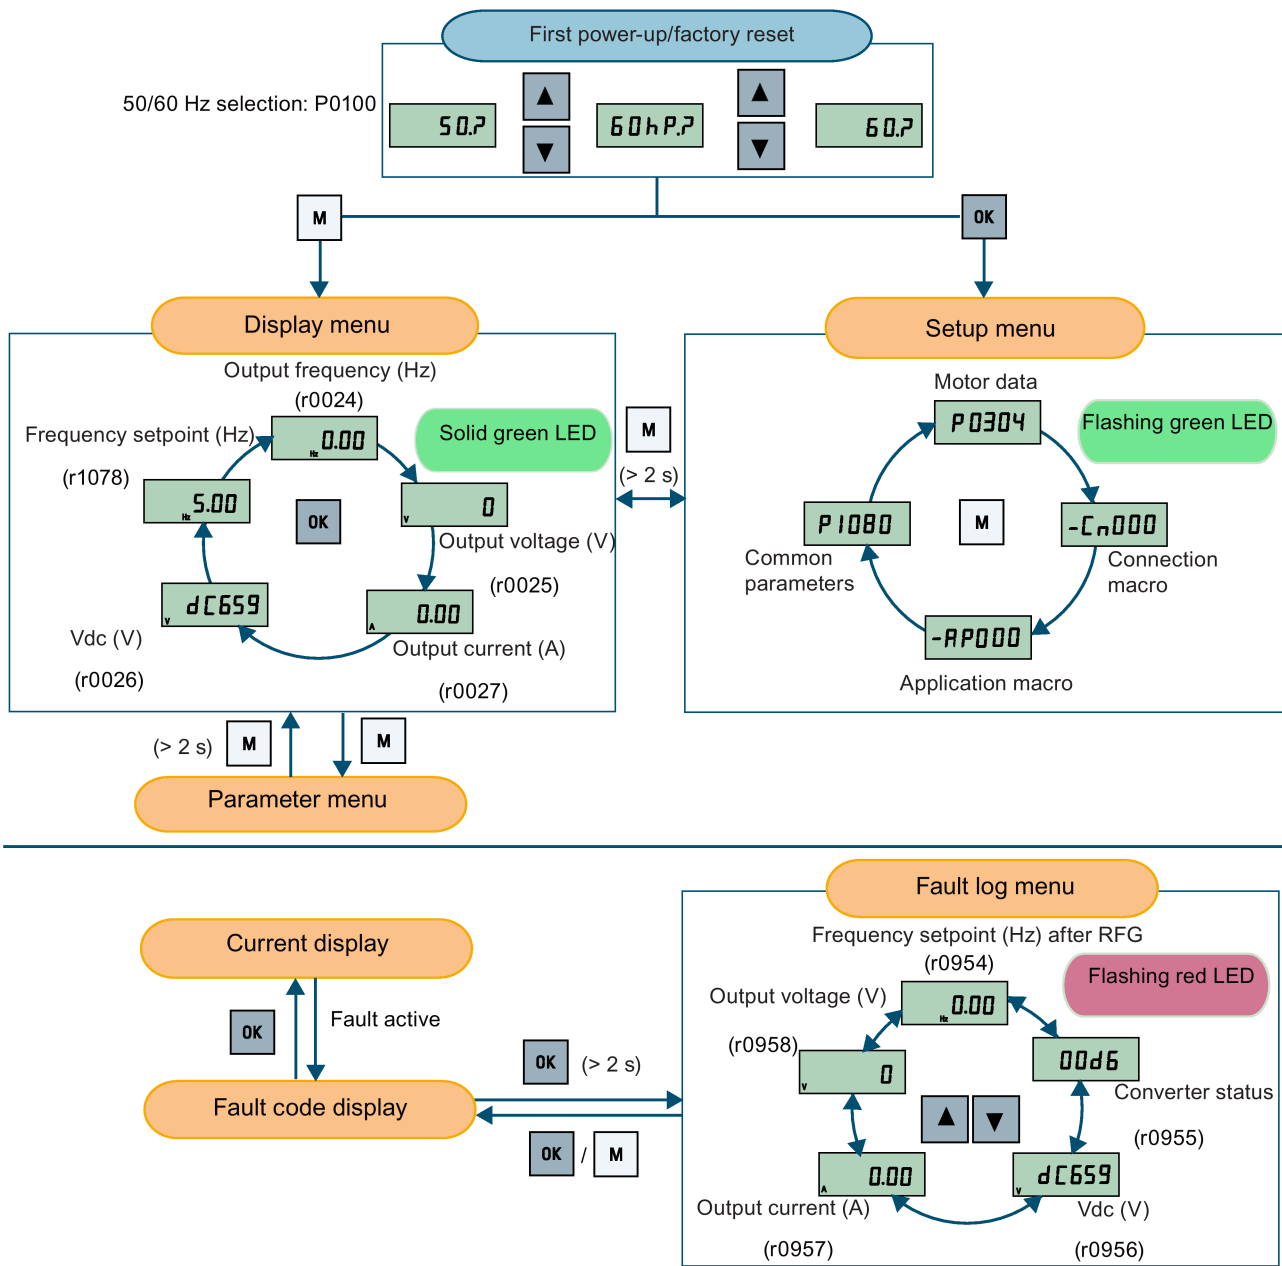 First power-up/factory reset
50/60 Hz selection: P0100
50.?
60hP.?
60.?
M
OK
Display menu
Output frequency (Hz)
(r0024)
Hz 0.00
Solid green LED
Frequency setpoint (Hz)
(r1078)
Hz 5.00
OK
V 0
Output voltage (V)
(r0025)
V dC659
Vdc (V)
(r0026)
A 0.00
Output current (A)
(r0027)
M
(> 2 s)
Setup menu
Motor data
P0304
Flashing green LED
P1080
Common
parameters
M
-Cn000
Connection
macro
-AP000
Application macro
(> 2 s)
M
M
Parameter menu
Current display
OK
Fault active
Fault code display
OK
(> 2 s)
OK / M
Fault log menu
Frequency setpoint (Hz) after RFG
(r0954)
Hz 0.00
Flashing red LED
Output voltage (V)
(r0958)
V 0
00d6
Converter status
(r0955)
A 0.00
Output current (A)
(r0957)
V dC659
Vdc (V)
(r0956)